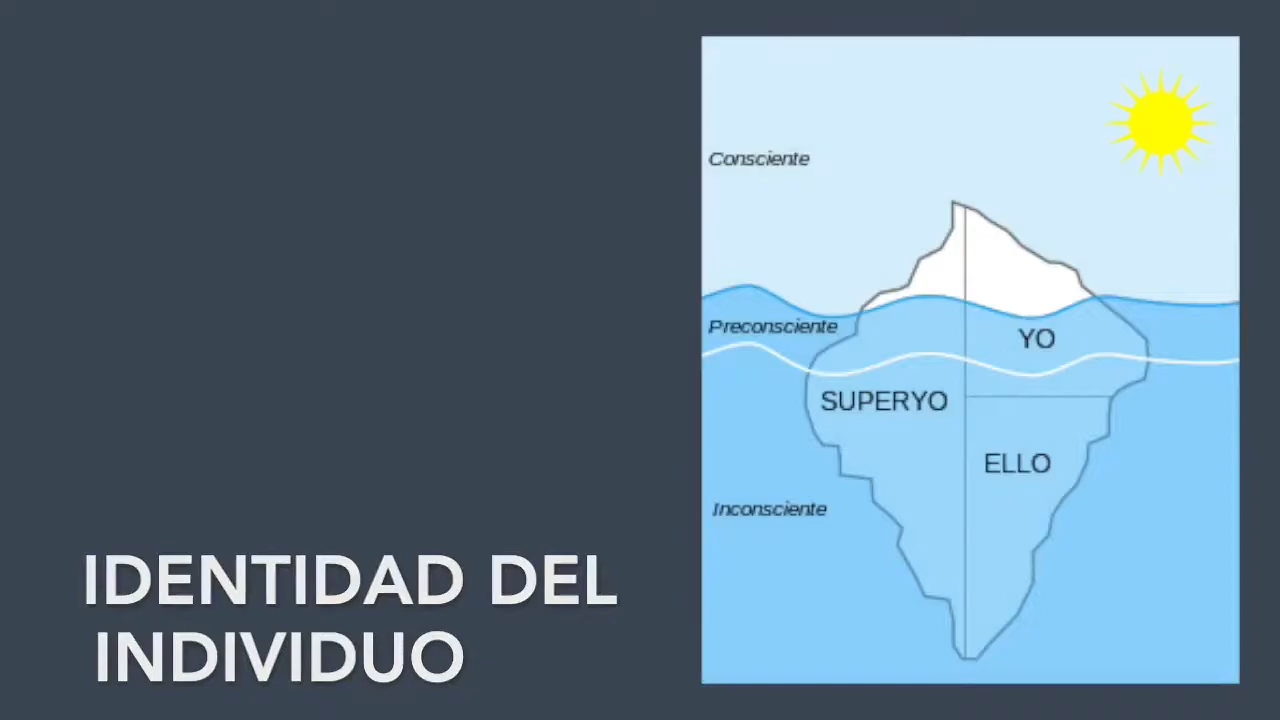 IDENTIDAD DEL
INDIVIDUO
Consciente
Preconsciente
YO
SUPERYO
ELLO
Inconsciente